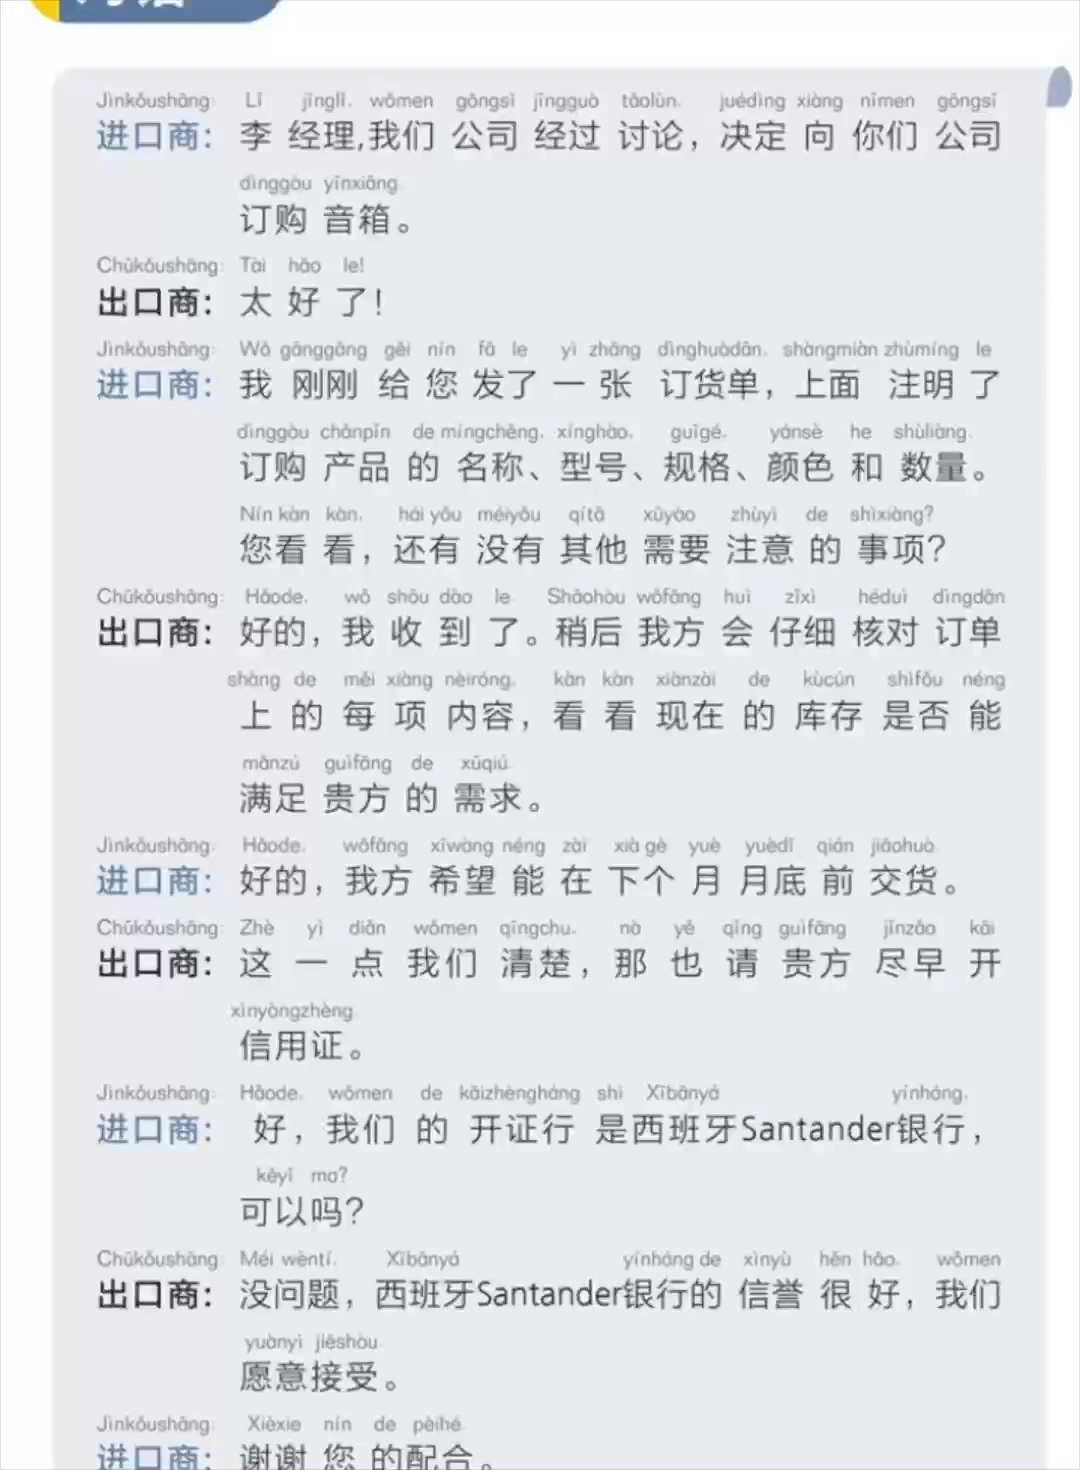 Jìnkǒushāng: Lǐ jīnglǐ, wǒmen gōngsī jīngguò tǎolùn, juédìng xiàng nǐmen gōngsī
进口商: 李 经理,我们 公司 经过 讨论, 决定 向 你们 公司
dìnggòu yīnxiāng.
订购 音箱。
Chūkǒushāng: Tài hǎo le!
出口商: 太 好 了!
Jìnkǒushāng: Wǒ gānggāng gěi nín fā le yì zhāng dìnghuòdān, shàngmiàn zhùmíng le
进口商: 我 刚刚 给 您 发了 一 张 订货单, 上面 注明 了
dìnggòu chǎnpǐn de míngchēng, xínghào, guīgé, yánsè he shùliàng.
订购 产品 的 名称、型号、规格、颜色 和 数量。
Nín kàn kàn, hái yǒu méiyǒu qítā xūyào zhùyì de shìxiàng?
您看 看, 还有 没有 其他 需要 注意 的 事项?
Chūkǒushāng: Hǎode, wǒ shōu dào le. Shāohòu wǒfāng huì zǐxì héduì dìngdān
出口商: 好的, 我 收 到 了。稍后 我方 会 仔细 核对 订单
shàng de měi xiàng nèiróng, kàn kàn xiànzài de kùcún shìfǒu néng
上 的 每 项 内容, 看 看 现在 的 库存 是否 能
mǎnzú guìfāng de xūqiú.
满足 贵方 的 需求。
Jìnkǒushāng: Hǎode, wǒfāng xīwàng néng zài xià gè yuè yuèdǐ qián jiāohuò.
进口商: 好的, 我方 希望 能 在 下个 月 月底 前 交货。
Chūkǒushāng: Zhè yì diǎn wǒmen qīngchu, nà yě qǐng guìfāng jǐnzǎo kāi
出口商: 这 一 点 我们 清楚, 那 也 请 贵方 尽早 开
xìnyòngzhèng.
信用证。
Jìnkǒushāng: Hǎode, wǒmen de kāizhèngháng shì Xībānyá yínháng,
进口商: 好, 我们 的 开证行 是西班牙Santander银行,
kěyǐ ma?
可以吗?
Chūkǒushāng: Méi wèntí, Xībānyá yínháng de xìnyù hěn hǎo, wǒmen
出口商: 没问题, 西班牙Santander银行的 信誉 很 好, 我们
yuànyì jiēshòu.
愿意接受。
Jìnkǒushāng: Xièxie nín de pèihé.
进口商: 谢谢 您 的配合。